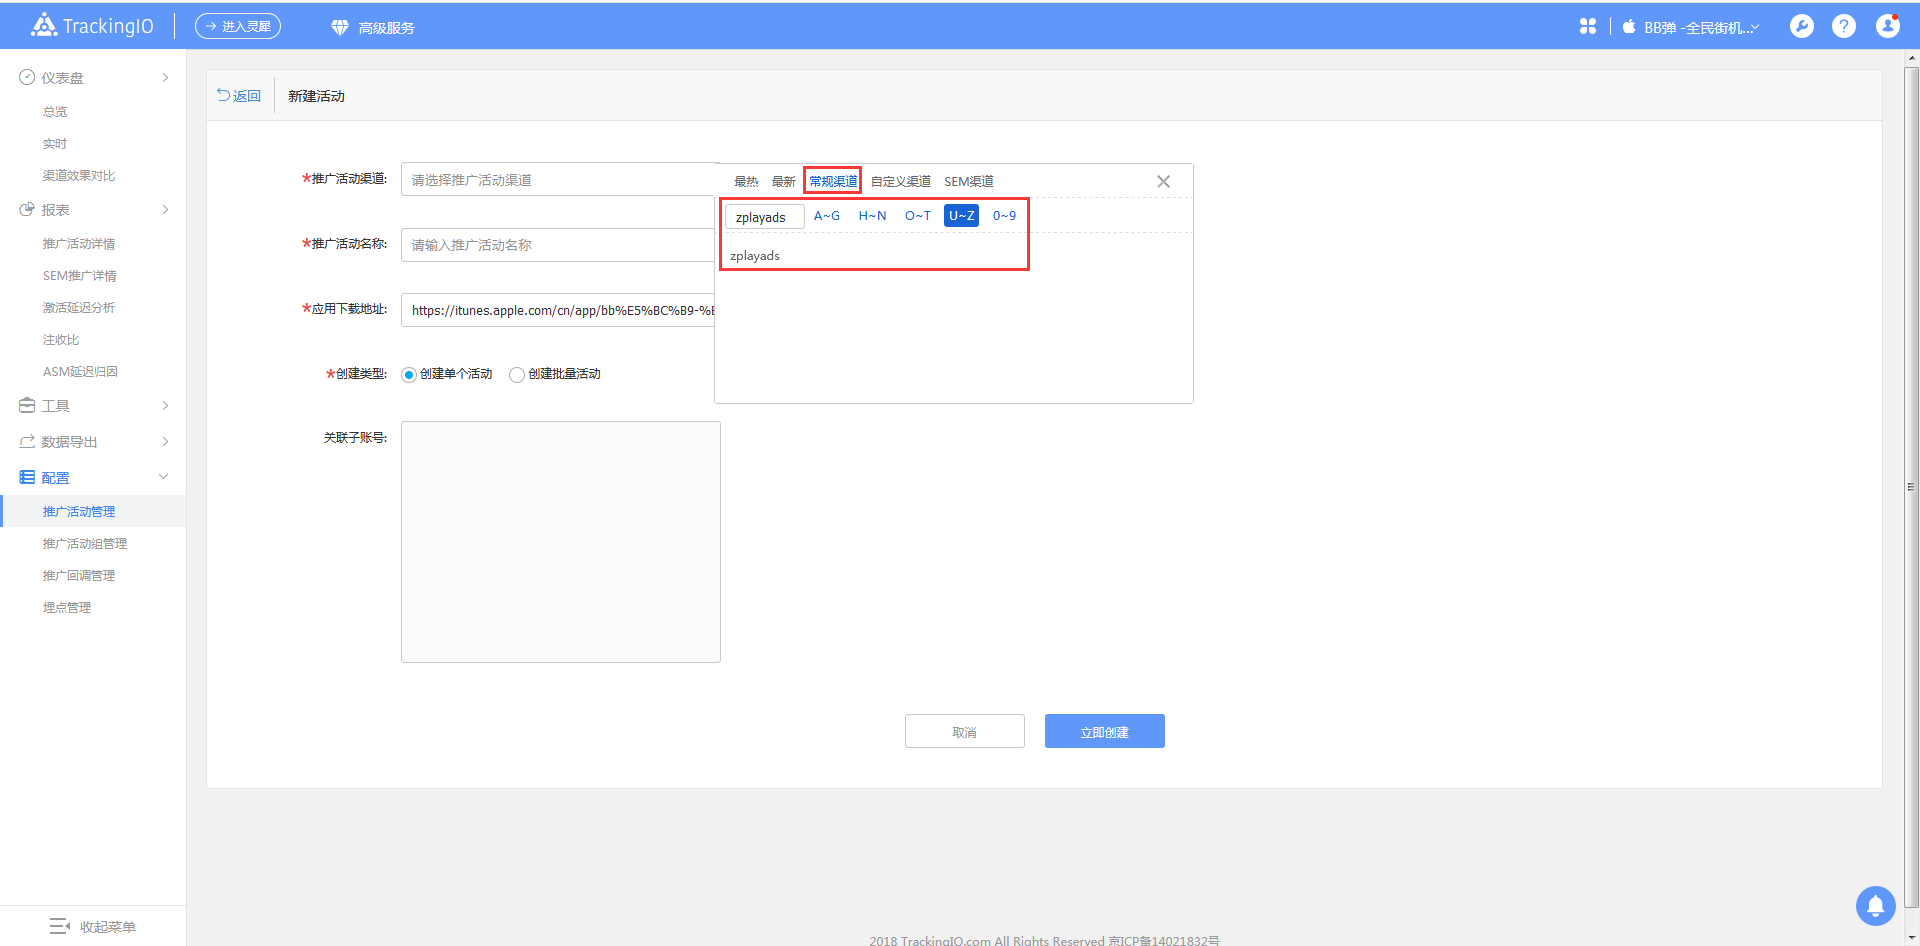 TrackingIO
进入灵犀
高级服务
BB弹 -全民街机...
仪表盘
总览
实时
渠道效果对比
报表
推广活动详情
SEM推广详情
激活延迟分析
注收比
ASM延迟归因
工具
数据导出
配置
推广活动管理
推广活动组管理
推广回调管理
埋点管理
收起菜单
返回
新建活动
*推广活动渠道:
请选择推广活动渠道
*推广活动名称:
请输入推广活动名称
*应用下载地址:
https://itunes.apple.com/cn/app/bb%E5%BC%B9-%E
*创建类型:
创建单个活动
创建批量活动
关联子账号:
最热 最新 常规渠道 自定义渠道 SEM渠道
zplayads A~G H~N O~T U~Z 0~9
zplayads
取消
立即创建
2018 TrackingIO.com All Rights Reserved 京ICP备14021832号